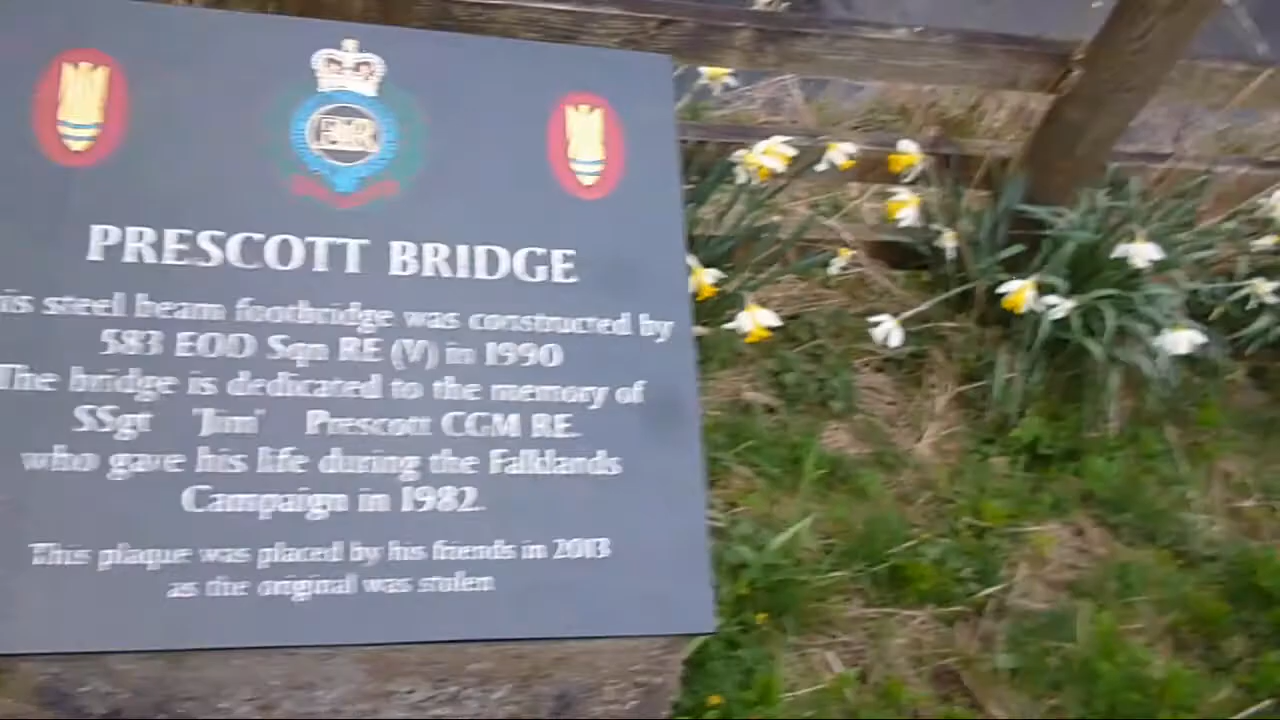 EIIR
PRESCOTT BRIDGE
is steel beam footbridge was constructed by
583 EOD Sqn RE (V) in 1990
The bridge is dedicated to the memory of
SSgt 'Jim' Prescott CGM RE.
who gave his life during the Falklands
Campaign in 1982.
This plaque was placed by his friends in 2013
as the original was stolen